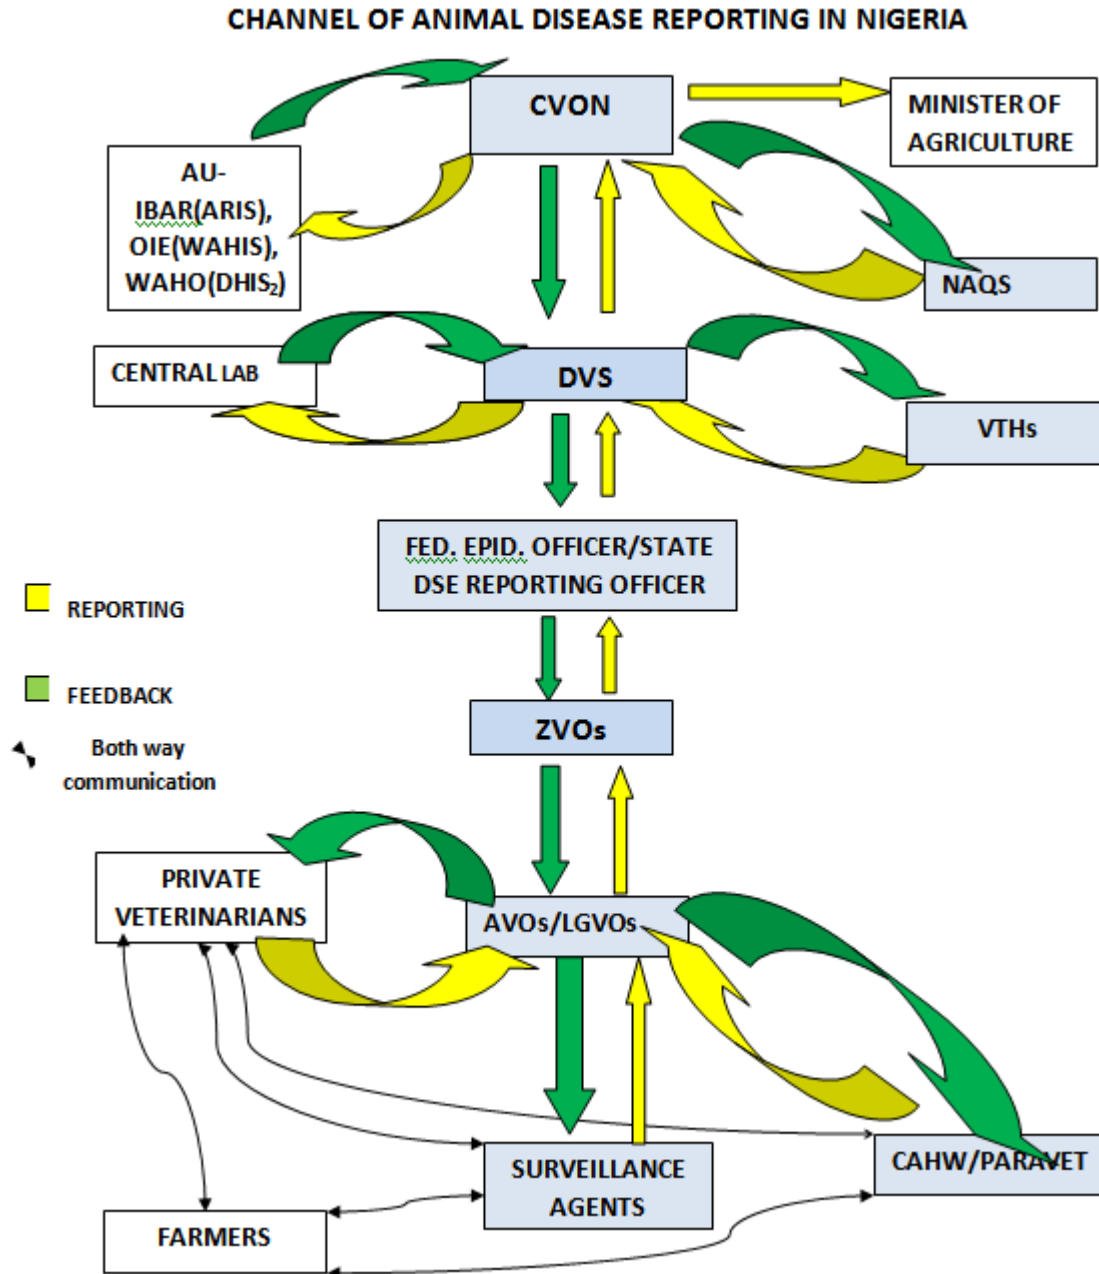 CHANNEL OF ANIMAL DISEASE REPORTING IN NIGERIA
CVON
MINISTER OF
AGRICULTURE
AU-
IBAR(ARIS),
OIE(WAHIS),
WAHO(DHIS₂)
NAQS
CENTRAL LAB
DVS
VTHs
FED. EPID. OFFICER/STATE
DSE REPORTING OFFICER
REPORTING
FEEDBACK
Both way
communication
ZVOs
PRIVATE
VETERINARIANS
AVOs/LGVOs
SURVEILLANCE
AGENTS
CAHW/PARAVET
FARMERS